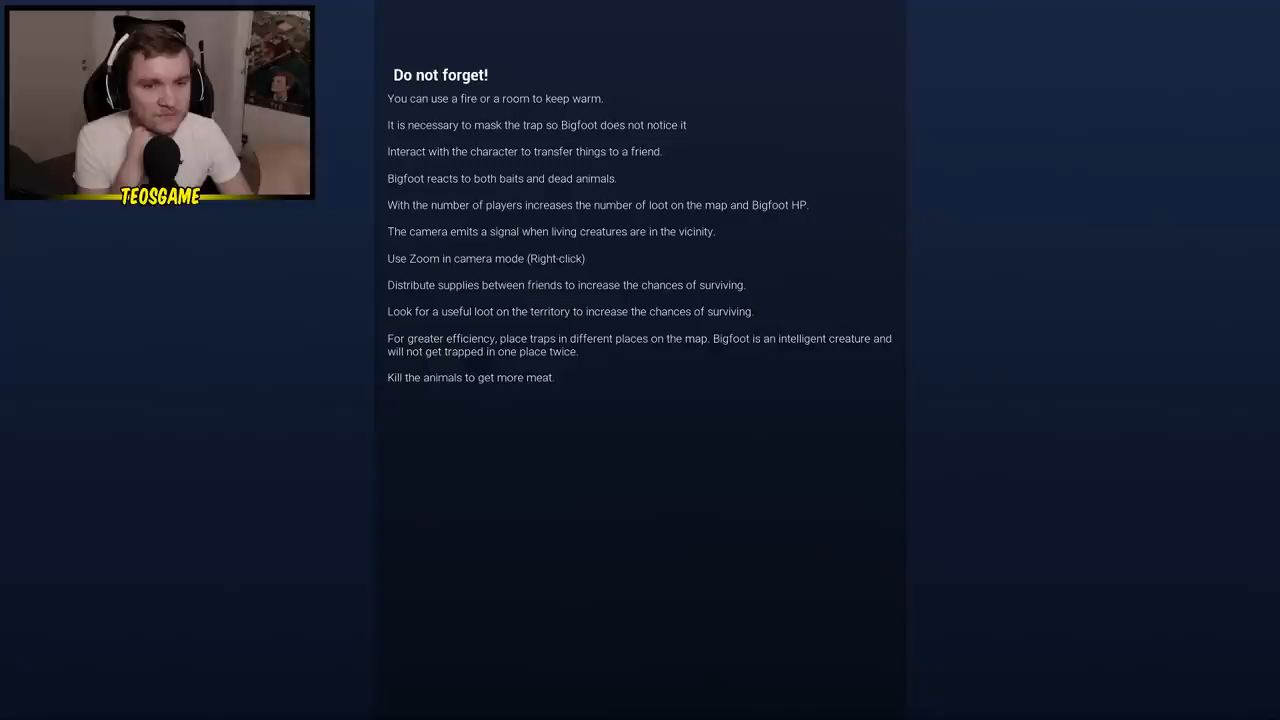 Do not forget!
You can use a fire or a room to keep warm.
It is necessary to mask the trap so Bigfoot does not notice it
Interact with the character to transfer things to a friend.
Bigfoot reacts to both baits and dead animals.
With the number of players increases the number of loot on the map and Bigfoot HP.
The camera emits a signal when living creatures are in the vicinity.
Use Zoom in camera mode (Right-click)
Distribute supplies between friends to increase the chances of surviving.
Look for a useful loot on the territory to increase the chances of surviving.
For greater efficiency, place traps in different places on the map. Bigfoot is an intelligent creature and
will not get trapped in one place twice.
Kill the animals to get more meat.
TEOSGAME